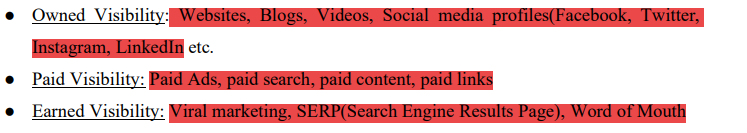 ● Owned Visibility: Websites, Blogs, Videos, Social media profiles(Facebook, Twitter,
Instagram, LinkedIn etc.
● Paid Visibility: Paid Ads, paid search, paid content, paid links
● Earned Visibility: Viral marketing, SERP(Search Engine Results Page), Word of Mouth